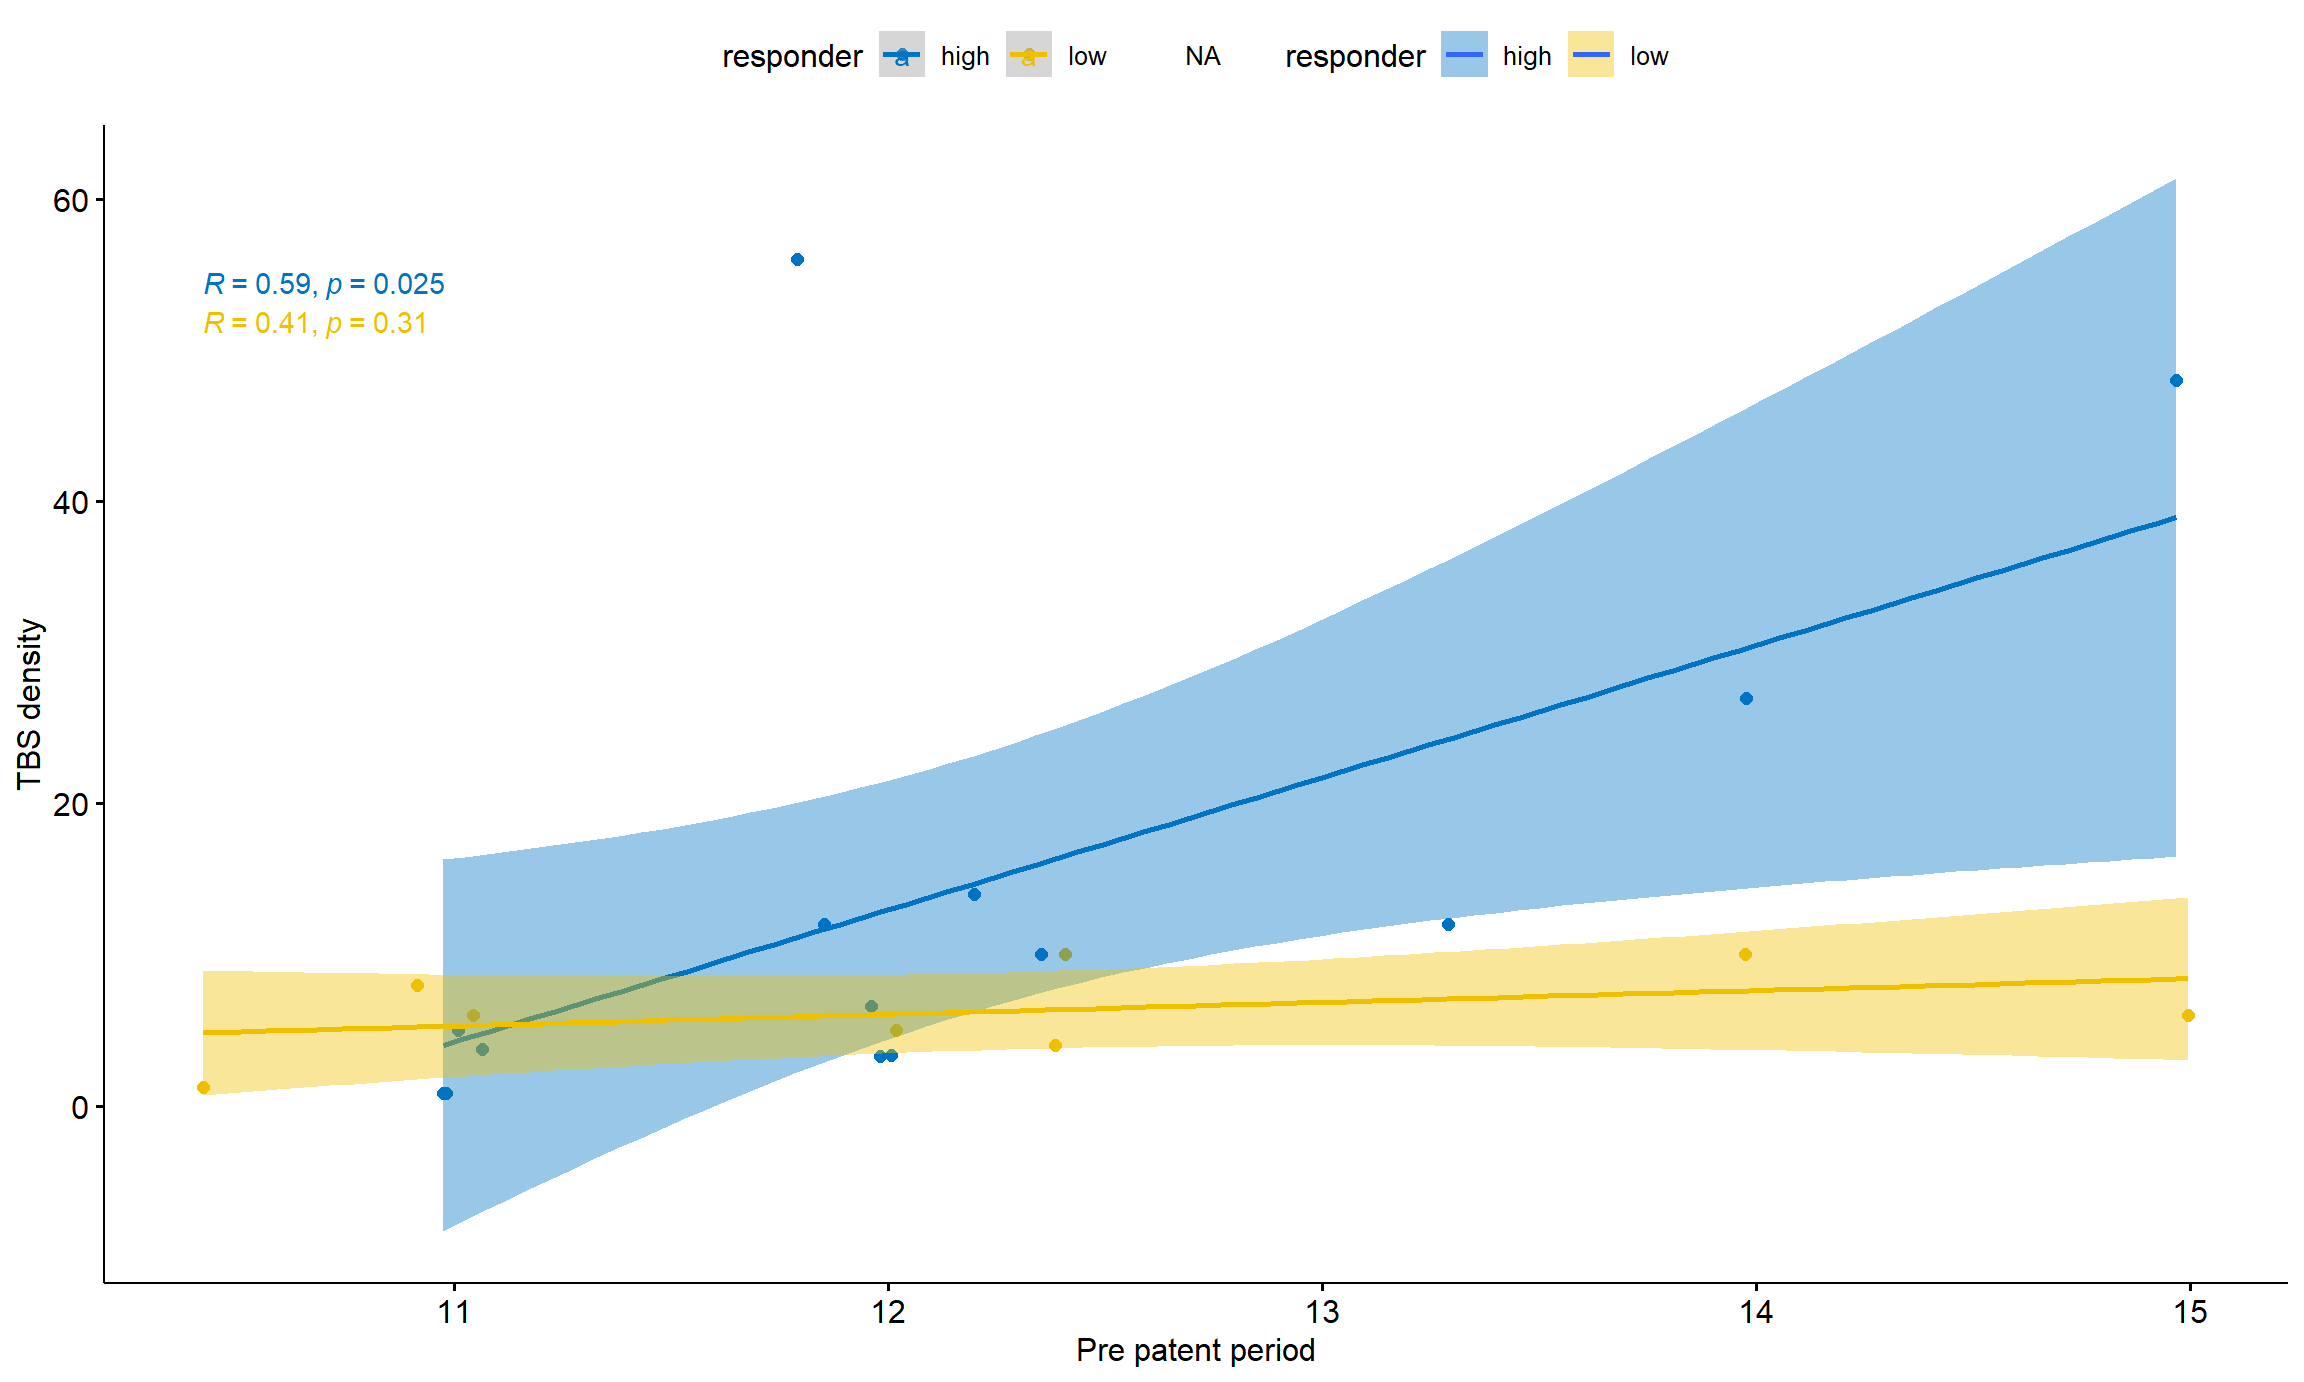 responder a high a low NA responder high low
60
R = 0.59, p = 0.025
R = 0.41, p = 0.31
40
TBS density
20
0
11 12 13 14 15
Pre patent period